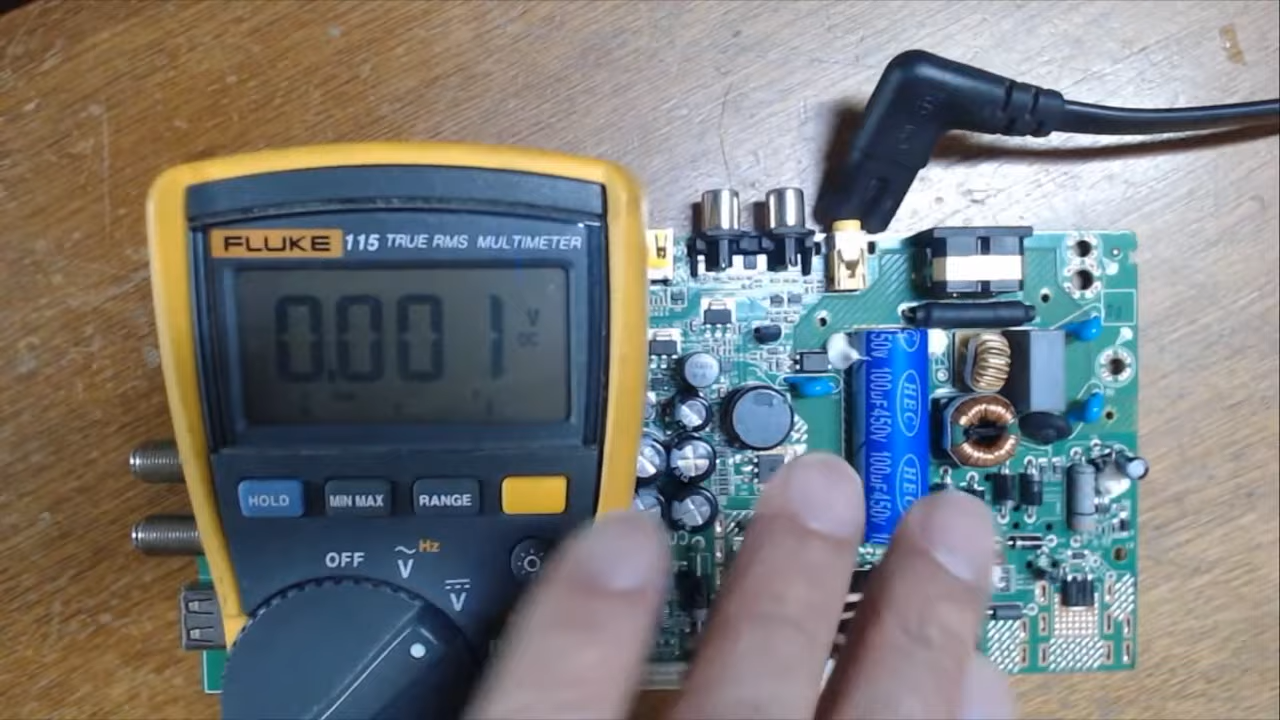 FLUKE 115 TRUE RMS MULTIMETER
0.001 V
DC
HOLD
MIN MAX
RANGE
OFF
Hz
V
V
50V 100uF450V 100uF450V
HEC
HEC